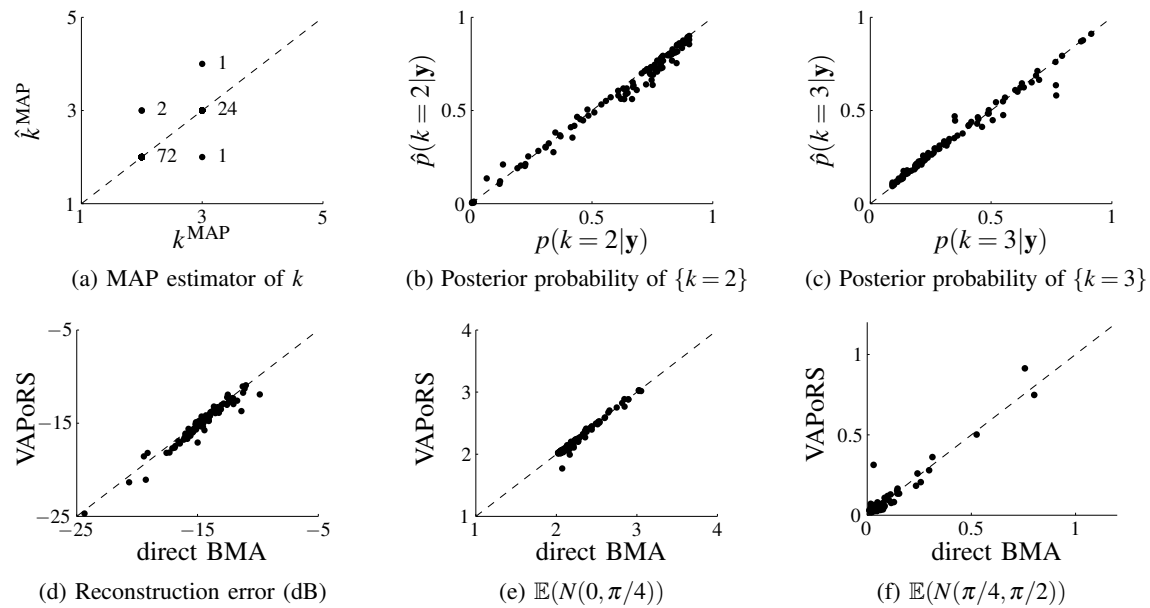 5
3
1
k̂^MAP
1
2
24
72
1
1 3 5
k^MAP
(a) MAP estimator of k
1
0.5
0
p̂(k = 2|y)
0 0.5 1
p(k = 2|y)
(b) Posterior probability of {k = 2}
1
0.5
0
p̂(k = 3|y)
0 0.5 1
p(k = 3|y)
(c) Posterior probability of {k = 3}
−5
−15
−25
VAPoRS
−25 −15 −5
direct BMA
(d) Reconstruction error (dB)
4
3
2
1
VAPoRS
1 2 3 4
direct BMA
(e) 𝔼(N(0, π/4))
1
0.5
0
VAPoRS
0 0.5 1
direct BMA
(f) 𝔼(N(π/4, π/2))